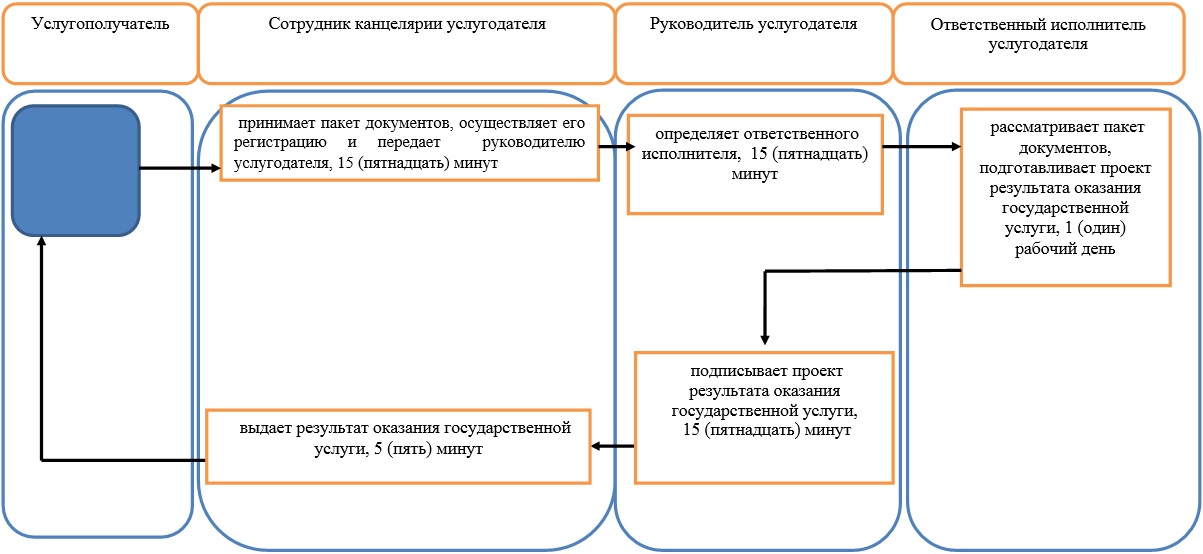 Услугополучатель
Сотрудник канцелярии услугодателя
Руководитель услугодателя
Ответственный исполнитель
услугодателя
принимает пакет документов, осуществляет его
регистрацию и передает руководителю
услугодателя, 15 (пятнадцать) минут
определяет ответственного
исполнителя, 15 (пятнадцать)
минут
рассматривает пакет
документов,
подготавливает проект
результата оказания
государственной
услуги, 1 (один)
рабочий день
подписывает проект
результата оказания
государственной услуги,
15 (пятнадцать) минут
выдает результат оказания государственной
услуги, 5 (пять) минут